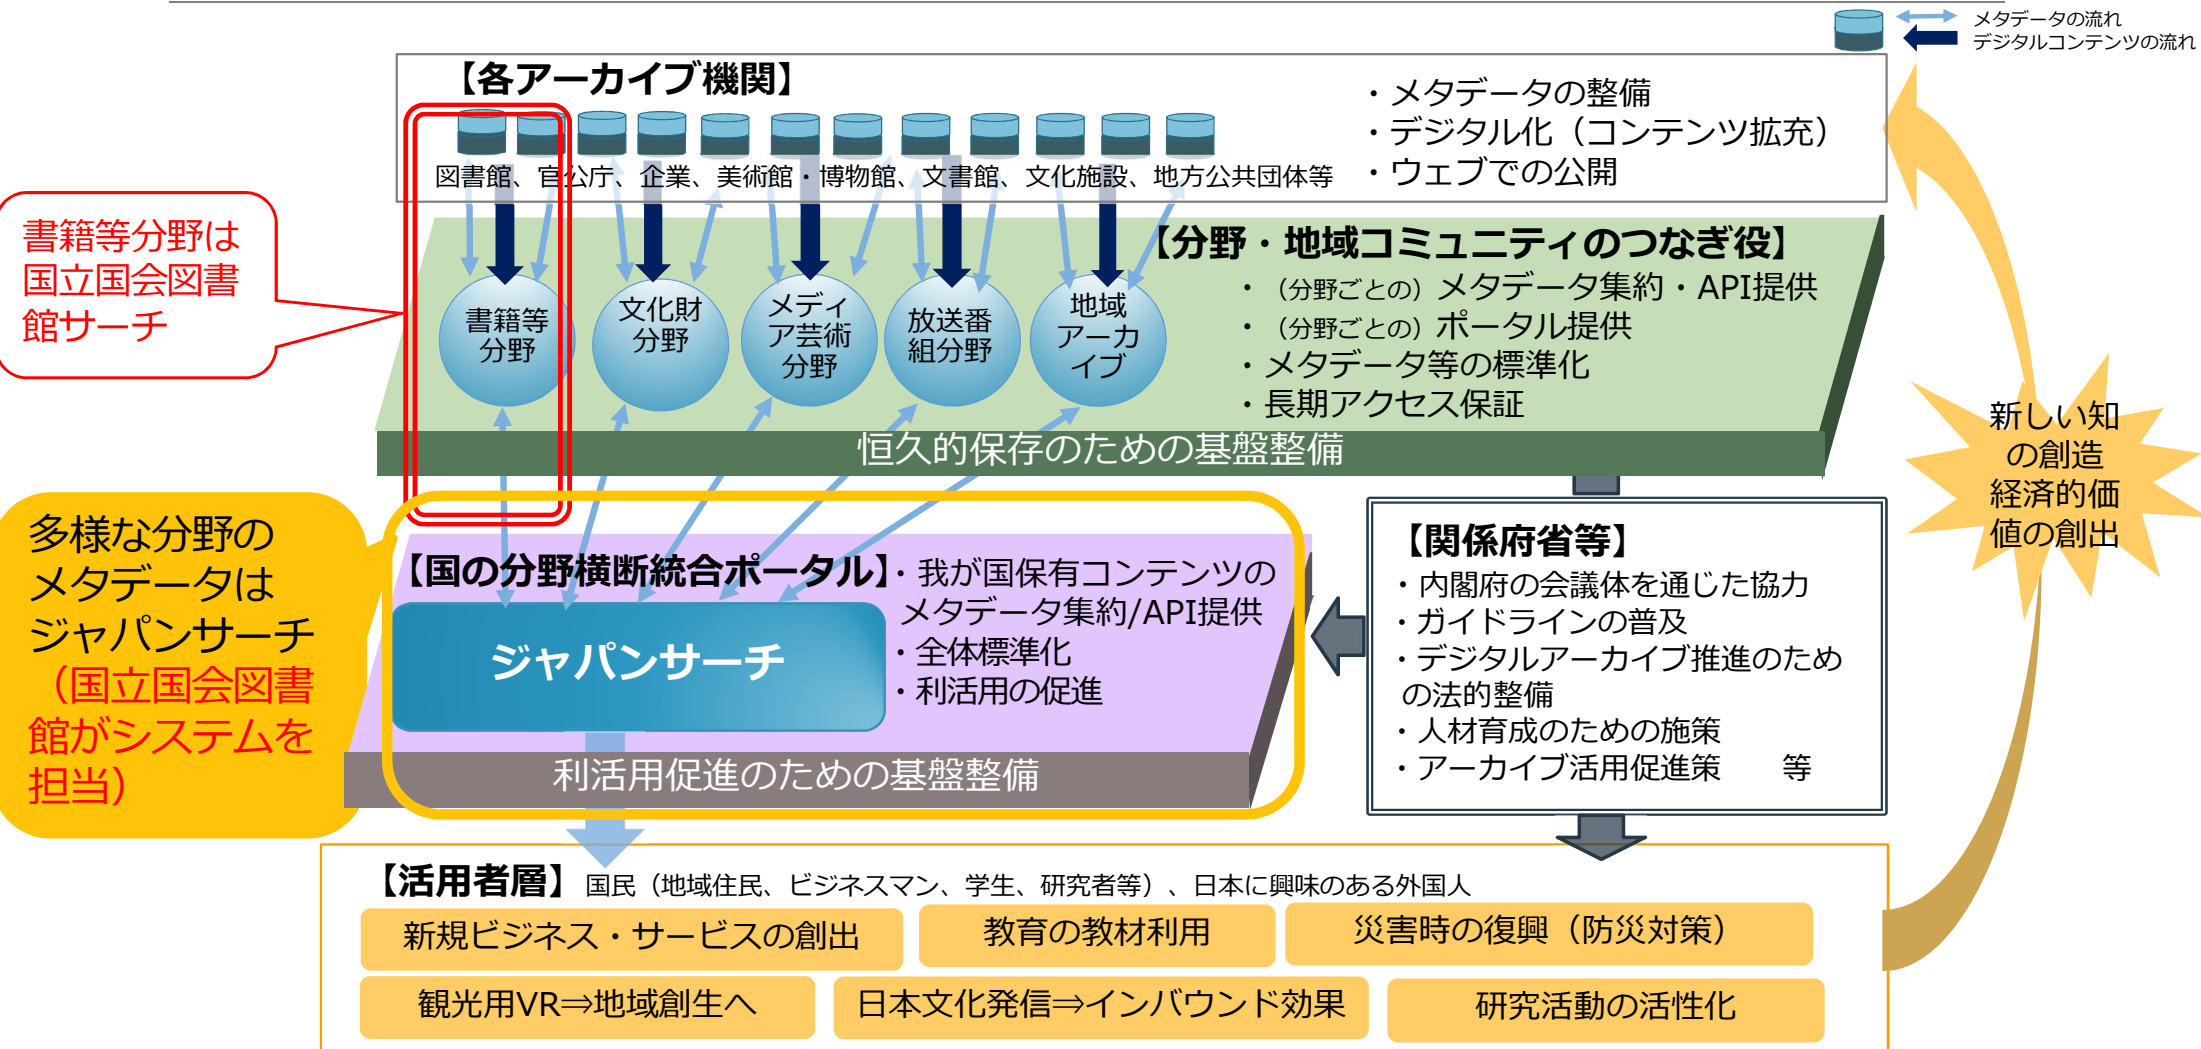 メタデータの流れ
デジタルコンテンツの流れ
【各アーカイブ機関】
・メタデータの整備
・デジタル化（コンテンツ拡充）
・ウェブでの公開
図書館、官公庁、企業、美術館・博物館、文書館、文化施設、地方公共団体等
書籍等分野は
国立国会図書
館サーチ
【分野・地域コミュニティのつなぎ役】
・（分野ごとの）メタデータ集約・API提供
・（分野ごとの）ポータル提供
・メタデータ等の標準化
・長期アクセス保証
書籍等
分野
文化財
分野
メディ
ア芸術
分野
放送番
組分野
地域
アーカ
イブ
恒久的保存のための基盤整備
新しい知
の創造
経済的価
値の創出
多様な分野の
メタデータは
ジャパンサーチ
（国立国会図書
館がシステムを
担当）
【国の分野横断統合ポータル】
・我が国保有コンテンツの
メタデータ集約/API提供
・全体標準化
・利活用の促進
ジャパンサーチ
利活用促進のための基盤整備
【関係府省等】
・内閣府の会議体を通じた協力
・ガイドラインの普及
・デジタルアーカイブ推進のため
の法的整備
・人材育成のための施策
・アーカイブ活用促進策　　等
【活用者層】国民（地域住民、ビジネスマン、学生、研究者等）、日本に興味のある外国人
新規ビジネス・サービスの創出
教育の教材利用
災害時の復興（防災対策）
観光用VR⇒地域創生へ
日本文化発信⇒インバウンド効果
研究活動の活性化